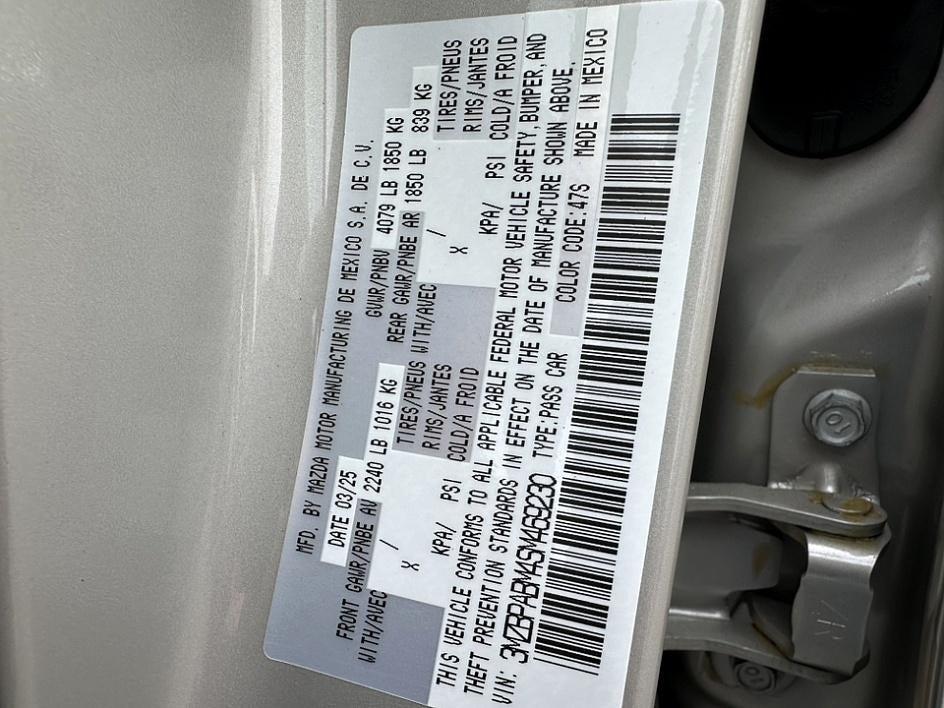 MFD. BY MAZDA MOTOR MANUFACTURING DE MEXICO S.A. DE C.V.
DATE 03/25 GVWR/PNBV 4079 LB 1850 KG
FRONT GAWR/PNBE AV 2240 LB 1016 KG REAR GAWR/PNBE AR 1850 LB 839 KG
WITH/AVEC TIRES/PNEUS WITH/AVEC TIRES/PNEUS
X / RIMS/JANTES X / RIMS/JANTES
KPA/ PSI COLD/A FROID KPA/ PSI COLD/A FROID
THIS VEHICLE CONFORMS TO ALL APPLICABLE FEDERAL MOTOR VEHICLE SAFETY, BUMPER, AND
THEFT PREVENTION STANDARDS IN EFFECT ON THE DATE OF MANUFACTURE SHOWN ABOVE.
VIN: 3MZBPABM4SM469230 TYPE:PASS CAR COLOR CODE:47S MADE IN MEXICO